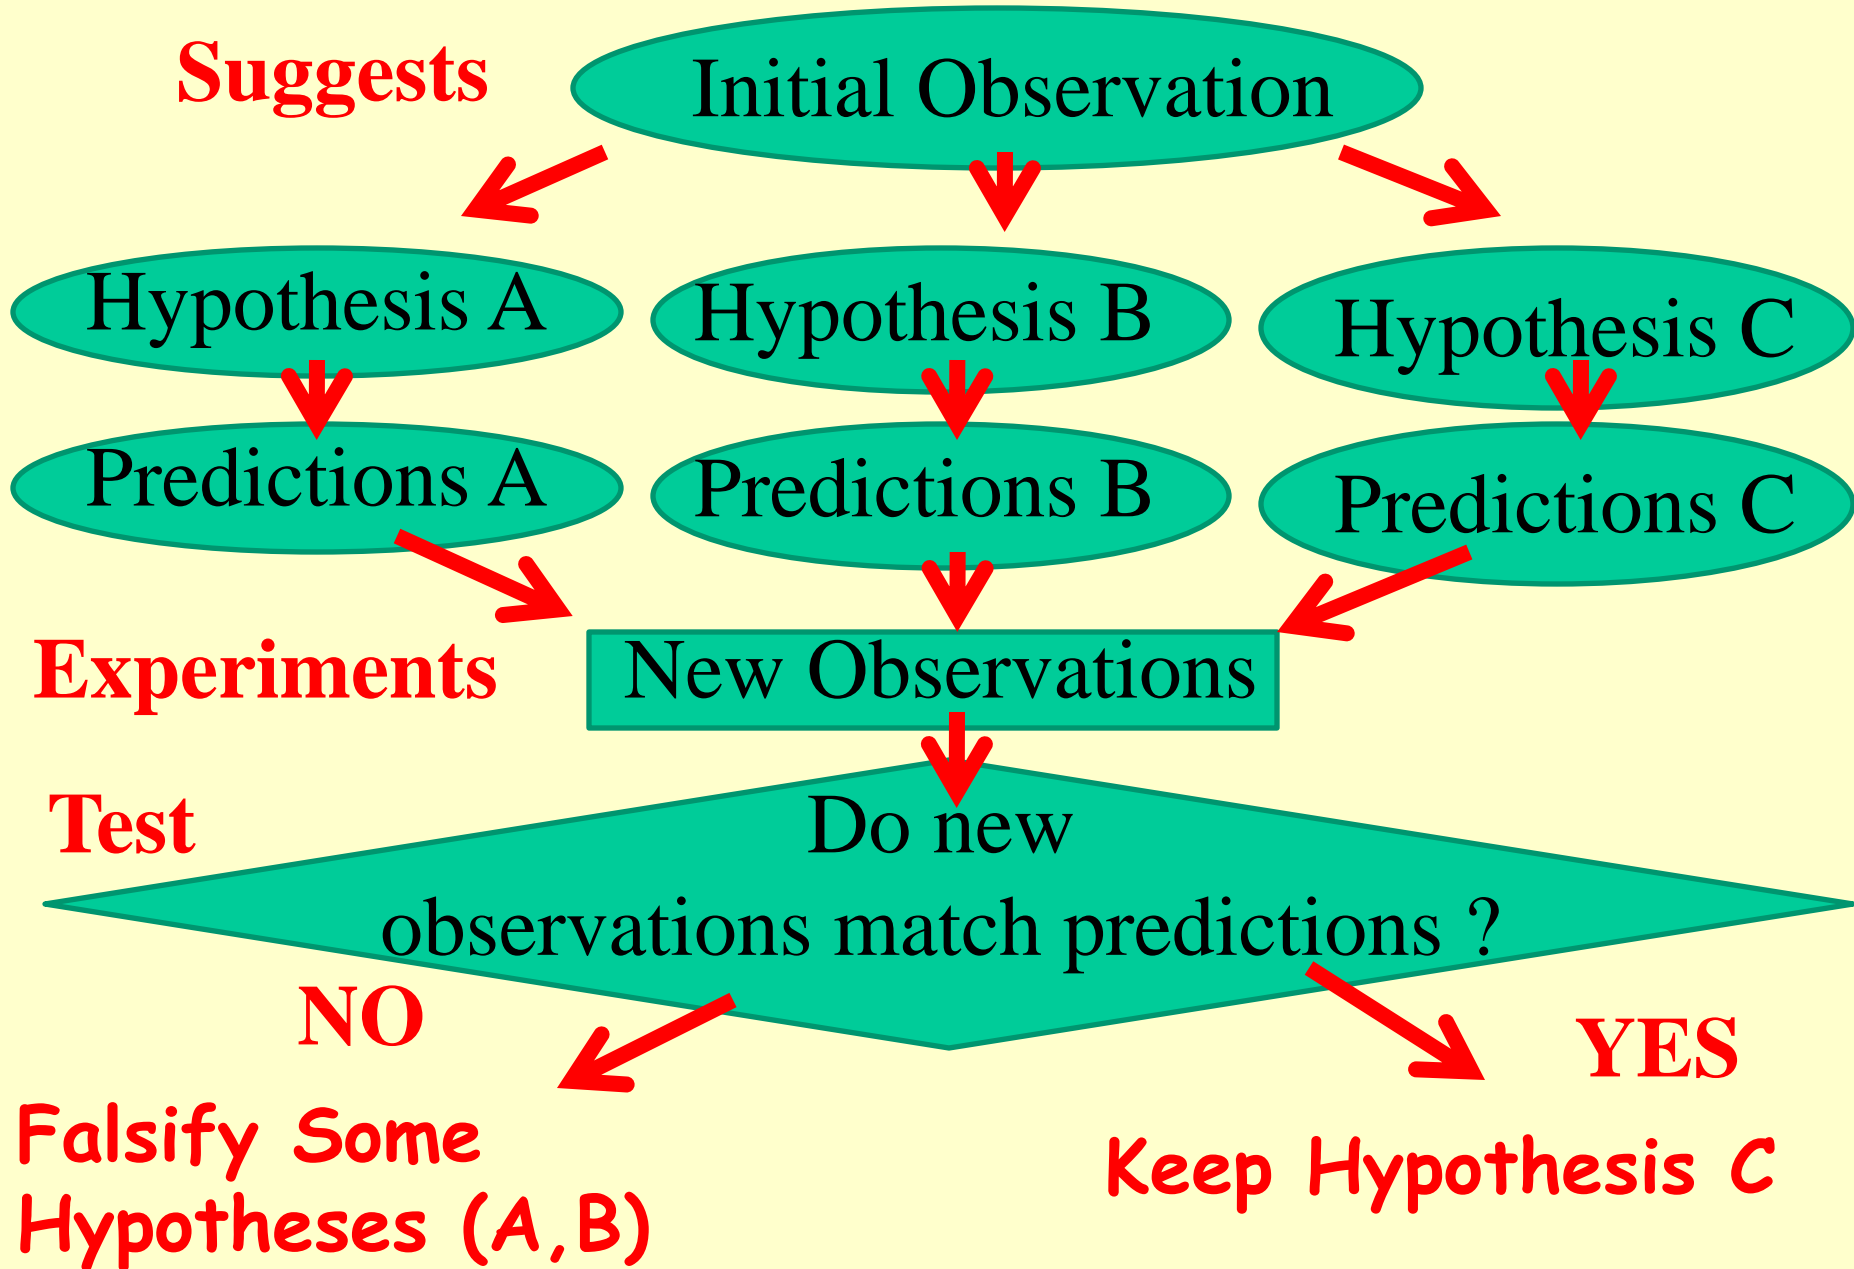 Suggests
Initial Observation
Hypothesis A
Hypothesis B
Hypothesis C
Predictions A
Predictions B
Predictions C
Experiments
New Observations
Test
Do new
observations match predictions ?
NO
YES
Falsify Some
Hypotheses (A,B)
Keep Hypothesis C